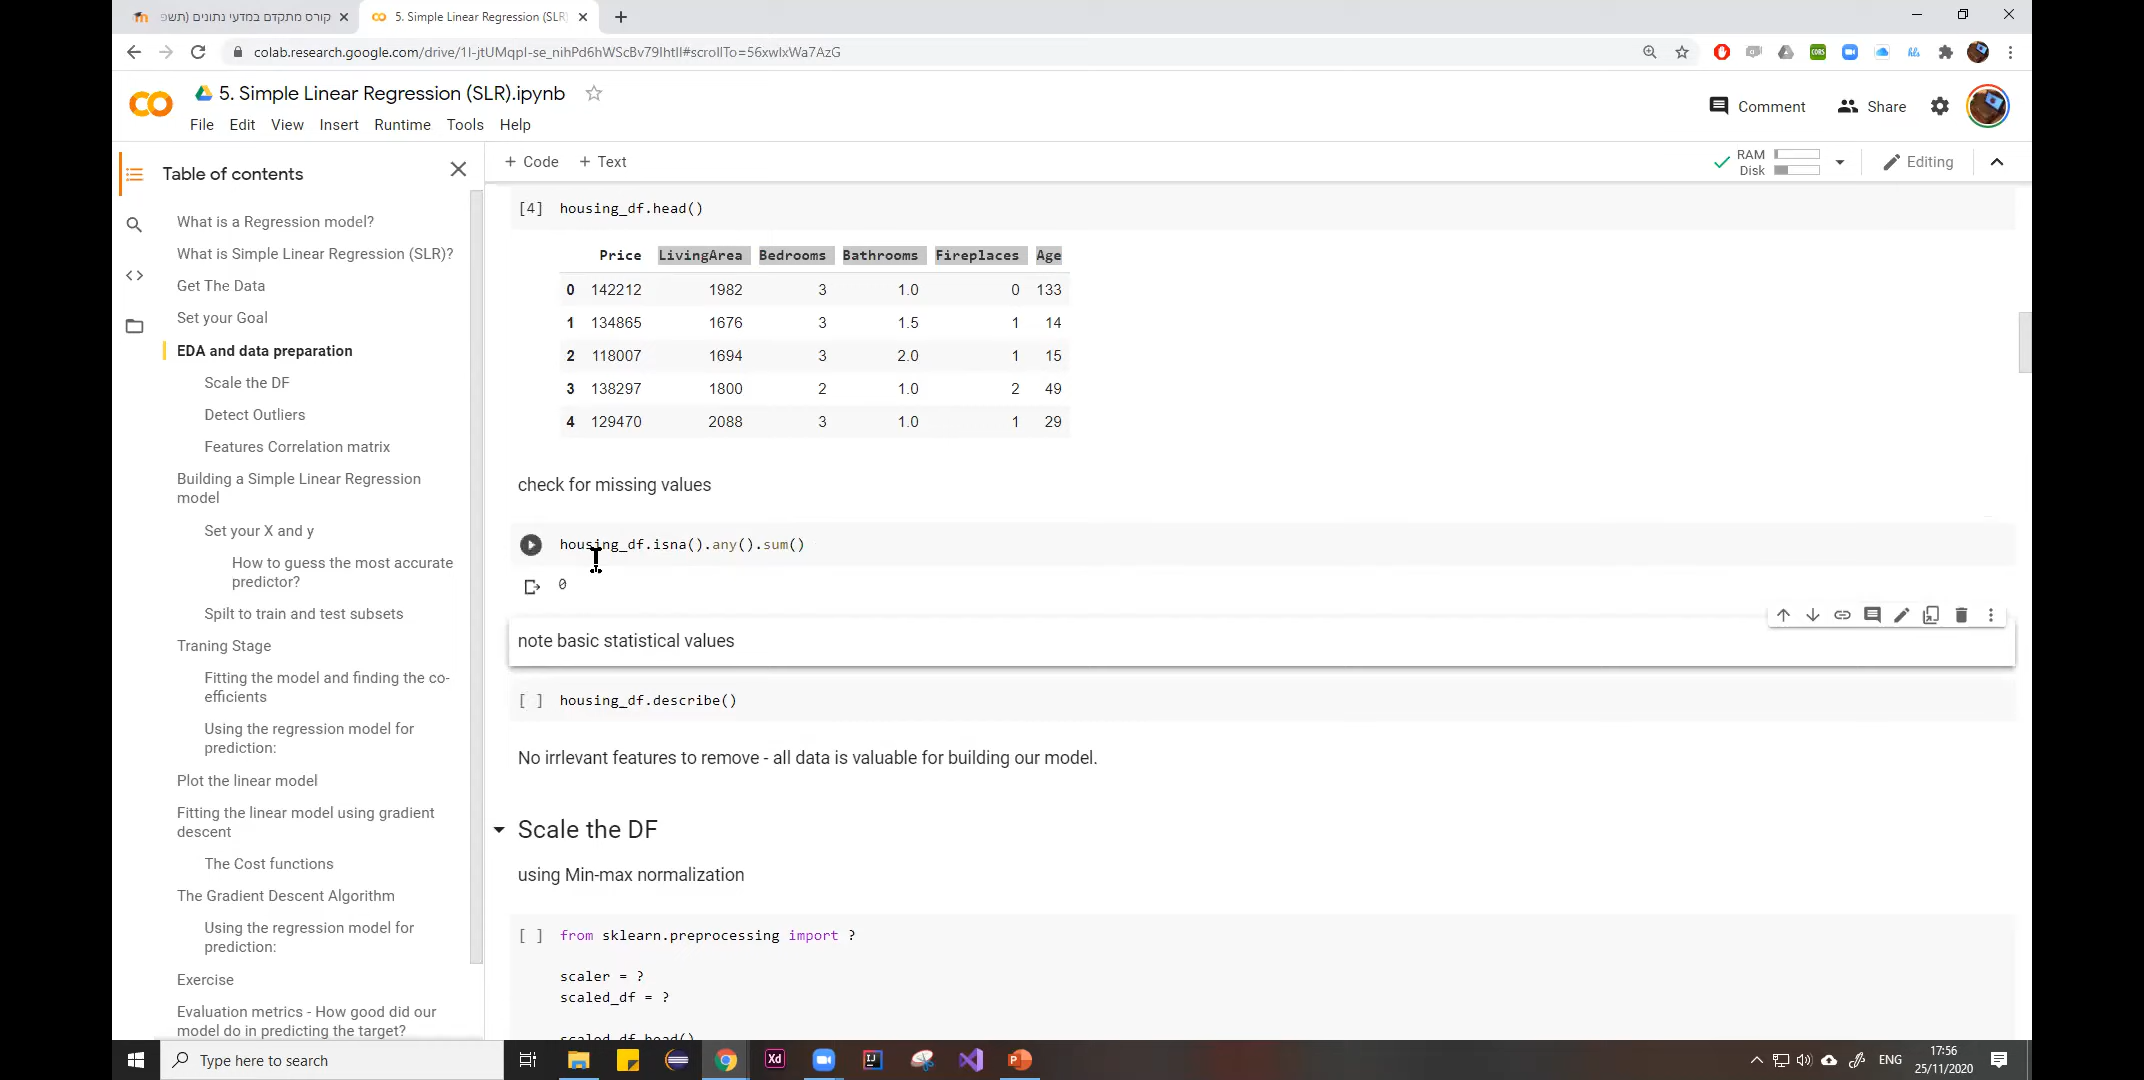 קורס מתקדם במדעי נתונים (תשפ
5. Simple Linear Regression (SLR
colab.research.google.com/drive/1I-jtUMqpI-se_nihPd6hWScBv79IhtII#scrollTo=56xwIxWa7AzG
5. Simple Linear Regression (SLR).ipynb
Comment
Share
File Edit View Insert Runtime Tools Help
Table of contents
What is a Regression model?
What is Simple Linear Regression (SLR)?
Get The Data
Set your Goal
EDA and data preparation
Scale the DF
Detect Outliers
Features Correlation matrix
Building a Simple Linear Regression
model
Set your X and y
How to guess the most accurate
predictor?
Spilt to train and test subsets
Traning Stage
Fitting the model and finding the co-
efficients
Using the regression model for
prediction:
Plot the linear model
Fitting the linear model using gradient
descent
The Cost functions
The Gradient Descent Algorithm
Using the regression model for
prediction:
Exercise
Evaluation metrics - How good did our
model do in predicting the target?
+ Code + Text
RAM
Disk
Editing
[4] housing_df.head()
Price LivingArea Bedrooms Bathrooms Fireplaces Age
0 142212 1982 3 1.0 0 133
1 134865 1676 3 1.5 1 14
2 118007 1694 3 2.0 1 15
3 138297 1800 2 1.0 2 49
4 129470 2088 3 1.0 1 29
check for missing values
housing_df.isna().any().sum()
0
note basic statistical values
[ ] housing_df.describe()
No irrlevant features to remove - all data is valuable for building our model.
Scale the DF
using Min-max normalization
[ ] from sklearn.preprocessing import ?
scaler = ?
scaled_df = ?
scaled_df.head()
Type here to search
Xd
ENG
17:56
25/11/2020